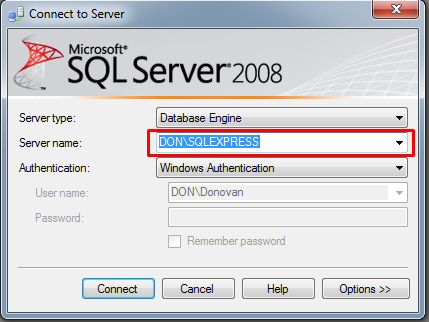 Connect to Server
Microsoft®
SQL Server® 2008
Server type: Database Engine
Server name: DON\SQLEXPRESS
Authentication: Windows Authentication
User name: DON\Donovan
Password:
Remember password
Connect Cancel Help Options >>